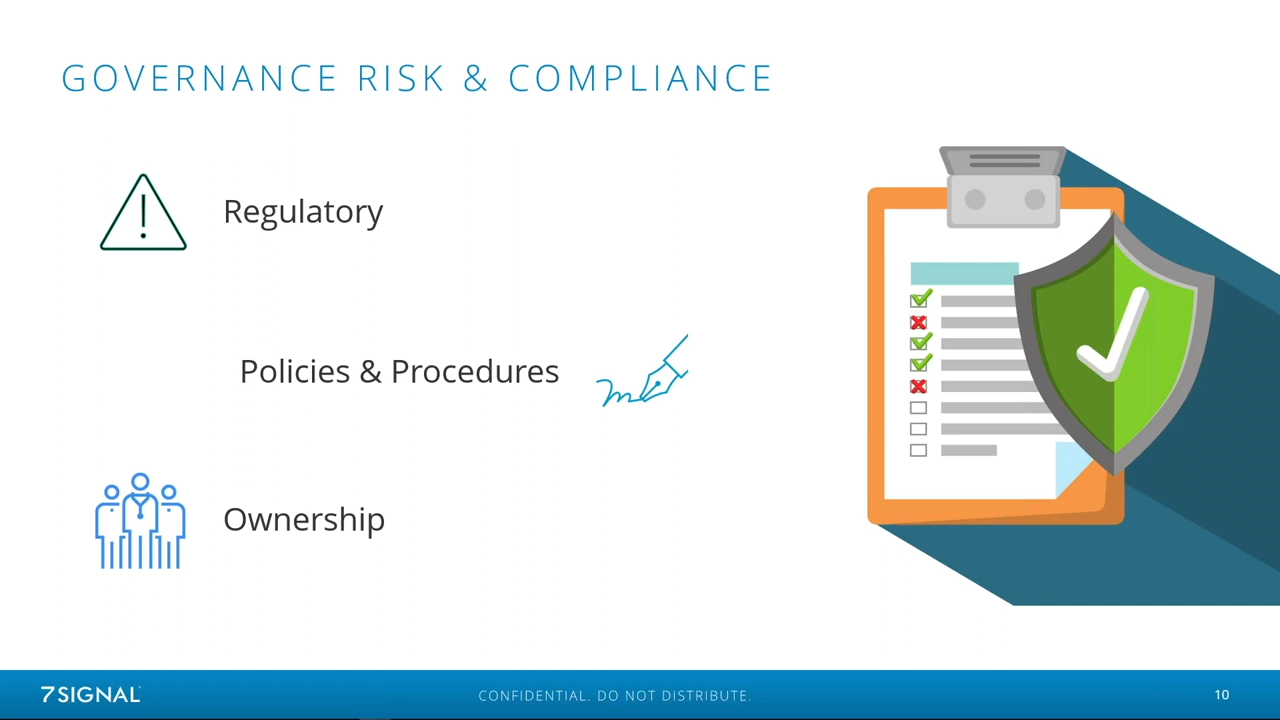 GOVERNANCE RISK & COMPLIANCE
Regulatory
Policies & Procedures
Ownership
7SIGNAL
CONFIDENTIAL. DO NOT DISTRIBUTE.
10